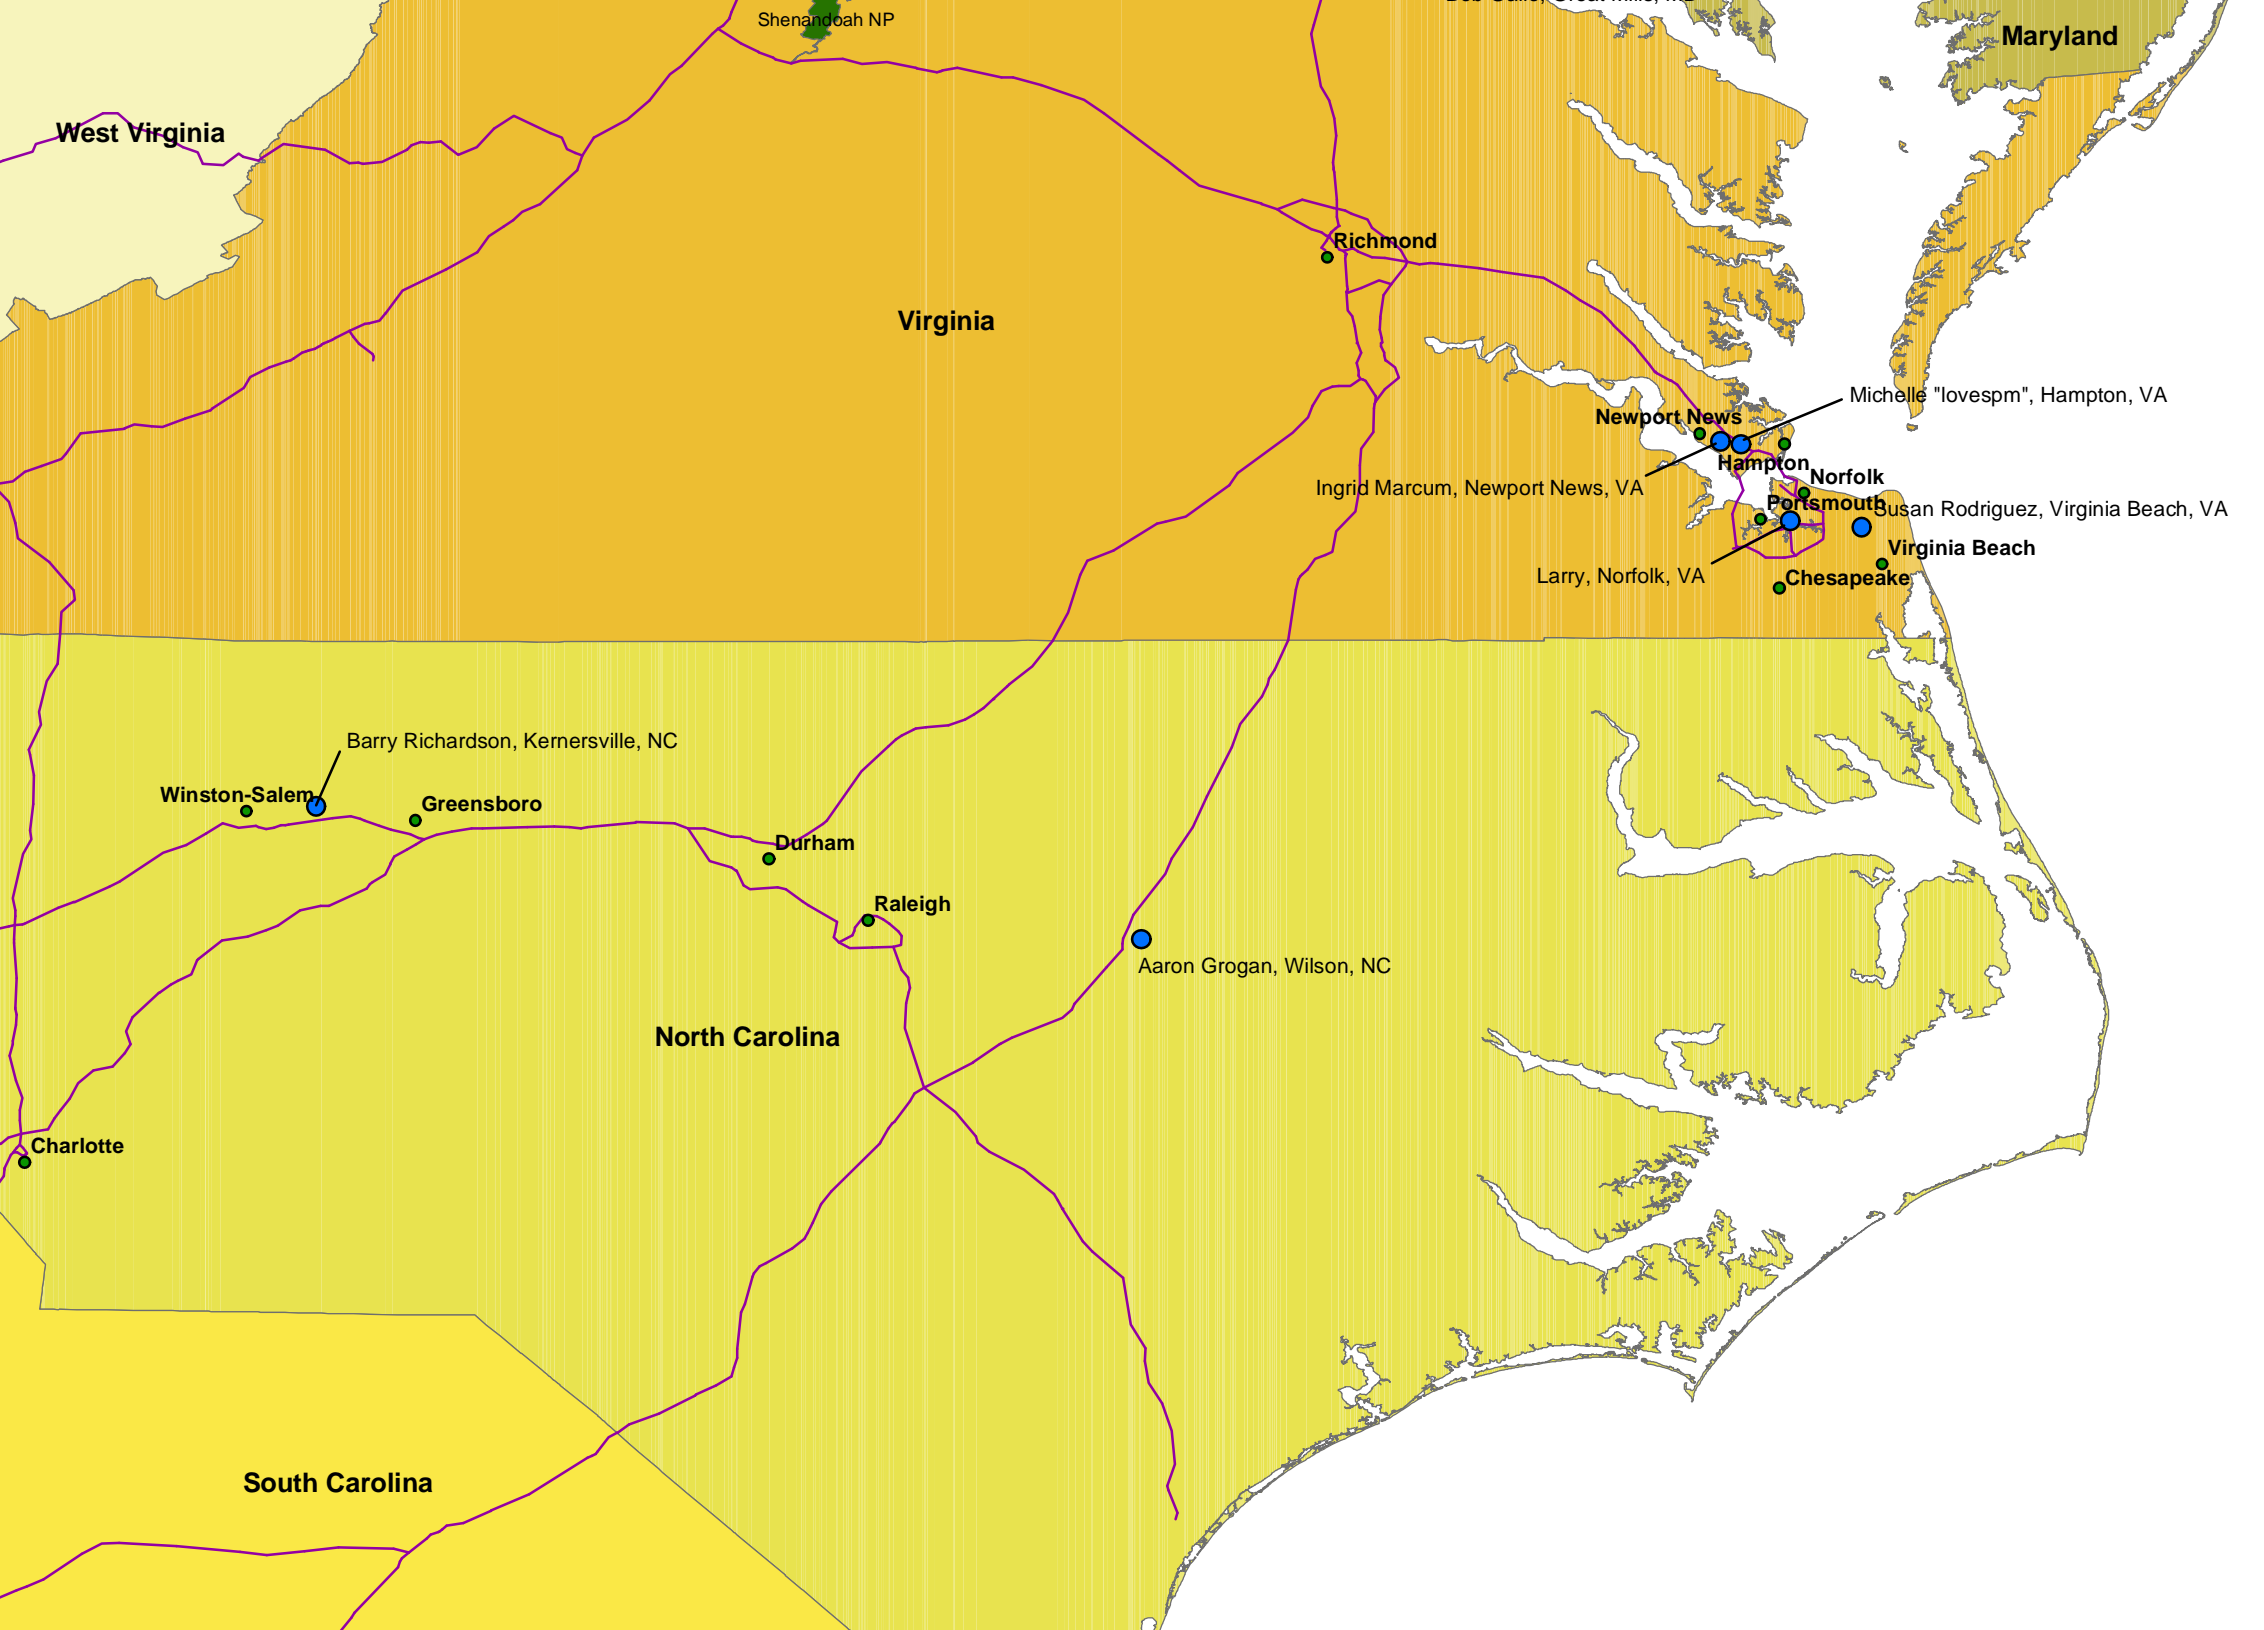 Shenandoah NP
Maryland
West Virginia
Richmond
Virginia
Michelle "lovespm", Hampton, VA
Newport News
Hampton
Norfolk
Ingrid Marcum, Newport News, VA
Portsmouth
Susan Rodriguez, Virginia Beach, VA
Virginia Beach
Larry, Norfolk, VA
Chesapeake
Barry Richardson, Kernersville, NC
Winston-Salem
Greensboro
Durham
Raleigh
Aaron Grogan, Wilson, NC
North Carolina
Charlotte
South Carolina